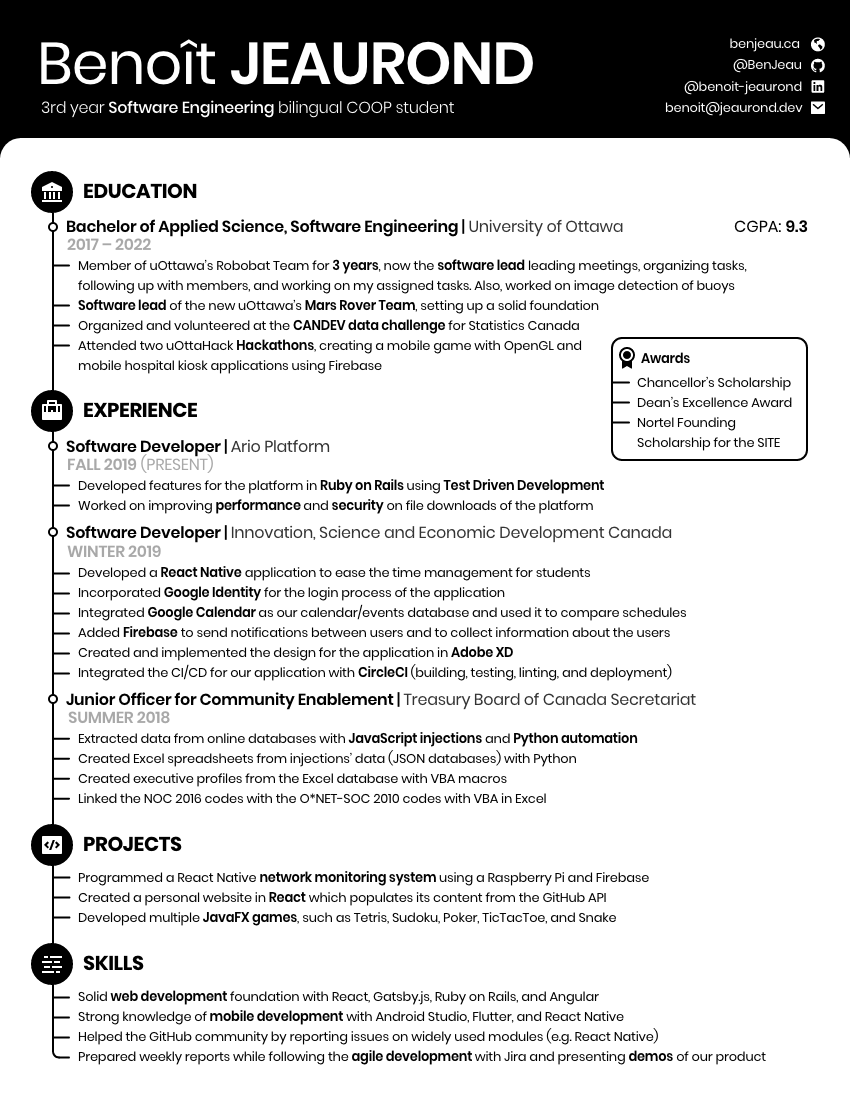 Benoît JEAUROND
3rd year Software Engineering bilingual COOP student
benjeau.ca
@BenJeau
@benoit-jeaurond
benoit@jeaurond.dev
EDUCATION
Bachelor of Applied Science, Software Engineering | University of Ottawa CGPA: 9.3
2017 – 2022
Member of uOttawa's Robobat Team for 3 years, now the software lead leading meetings, organizing tasks,
following up with members, and working on my assigned tasks. Also, worked on image detection of buoys
Software lead of the new uOttawa's Mars Rover Team, setting up a solid foundation
Organized and volunteered at the CANDEV data challenge for Statistics Canada
Attended two uOttaHack Hackathons, creating a mobile game with OpenGL and
mobile hospital kiosk applications using Firebase
Awards
Chancellor's Scholarship
Dean's Excellence Award
Nortel Founding
Scholarship for the SITE
EXPERIENCE
Software Developer | Ario Platform
FALL 2019 (PRESENT)
Developed features for the platform in Ruby on Rails using Test Driven Development
Worked on improving performance and security on file downloads of the platform
Software Developer | Innovation, Science and Economic Development Canada
WINTER 2019
Developed a React Native application to ease the time management for students
Incorporated Google Identity for the login process of the application
Integrated Google Calendar as our calendar/events database and used it to compare schedules
Added Firebase to send notifications between users and to collect information about the users
Created and implemented the design for the application in Adobe XD
Integrated the CI/CD for our application with CircleCI (building, testing, linting, and deployment)
Junior Officer for Community Enablement | Treasury Board of Canada Secretariat
SUMMER 2018
Extracted data from online databases with JavaScript injections and Python automation
Created Excel spreadsheets from injections' data (JSON databases) with Python
Created executive profiles from the Excel database with VBA macros
Linked the NOC 2016 codes with the O*NET-SOC 2010 codes with VBA in Excel
PROJECTS
Programmed a React Native network monitoring system using a Raspberry Pi and Firebase
Created a personal website in React which populates its content from the GitHub API
Developed multiple JavaFX games, such as Tetris, Sudoku, Poker, TicTacToe, and Snake
SKILLS
Solid web development foundation with React, Gatsby.js, Ruby on Rails, and Angular
Strong knowledge of mobile development with Android Studio, Flutter, and React Native
Helped the GitHub community by reporting issues on widely used modules (e.g. React Native)
Prepared weekly reports while following the agile development with Jira and presenting demos of our product